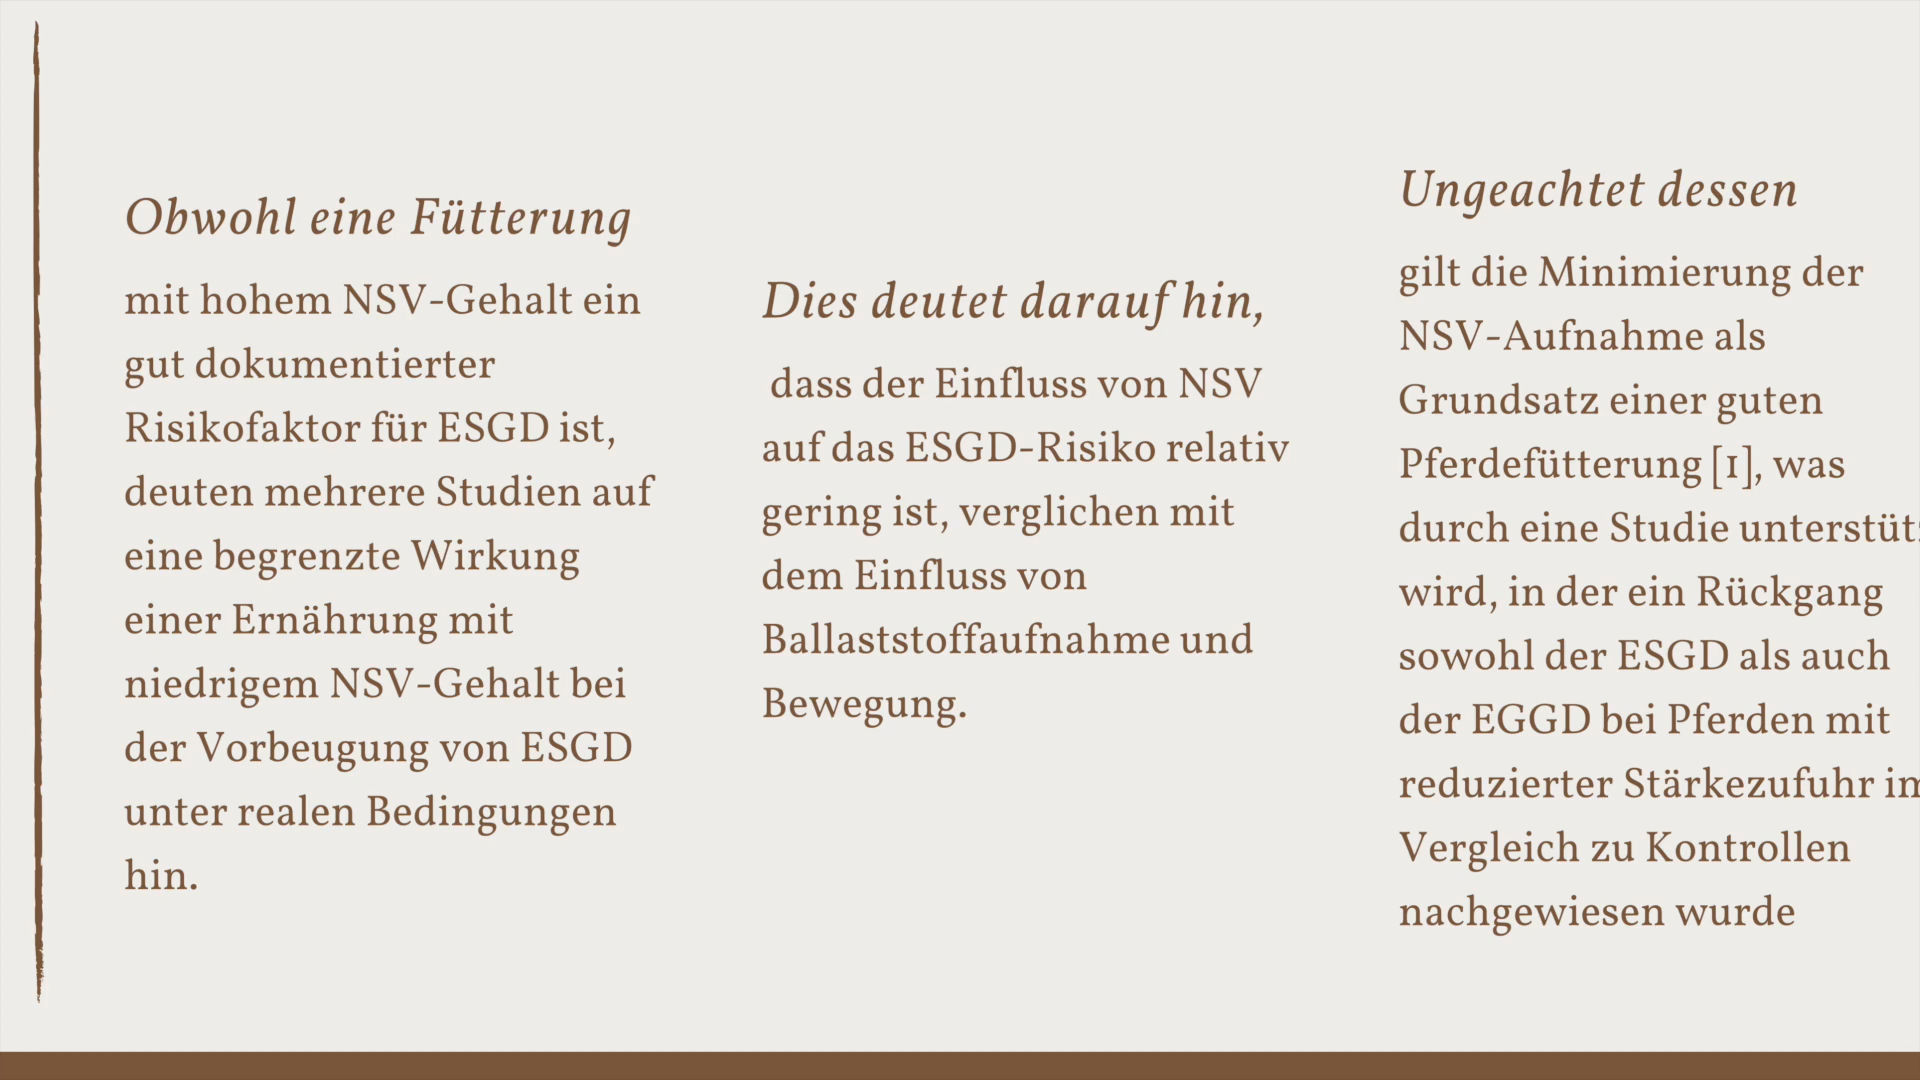 Obwohl eine Fütterung
mit hohem NSV-Gehalt ein
gut dokumentierter
Risikofaktor für ESGD ist,
deuten mehrere Studien auf
eine begrenzte Wirkung
einer Ernährung mit
niedrigem NSV-Gehalt bei
der Vorbeugung von ESGD
unter realen Bedingungen
hin.
Dies deutet darauf hin,
dass der Einfluss von NSV
auf das ESGD-Risiko relativ
gering ist, verglichen mit
dem Einfluss von
Ballaststoffaufnahme und
Bewegung.
Ungeachtet dessen
gilt die Minimierung der
NSV-Aufnahme als
Grundsatz einer guten
Pferdefütterung [1], was
durch eine Studie
wird, in der ein Rückgang
sowohl der ESGD als auch
der EGGD bei Pferden mit
reduzierter Stärkezufuhr
Vergleich zu Kontrollen
nachgewiesen wurde